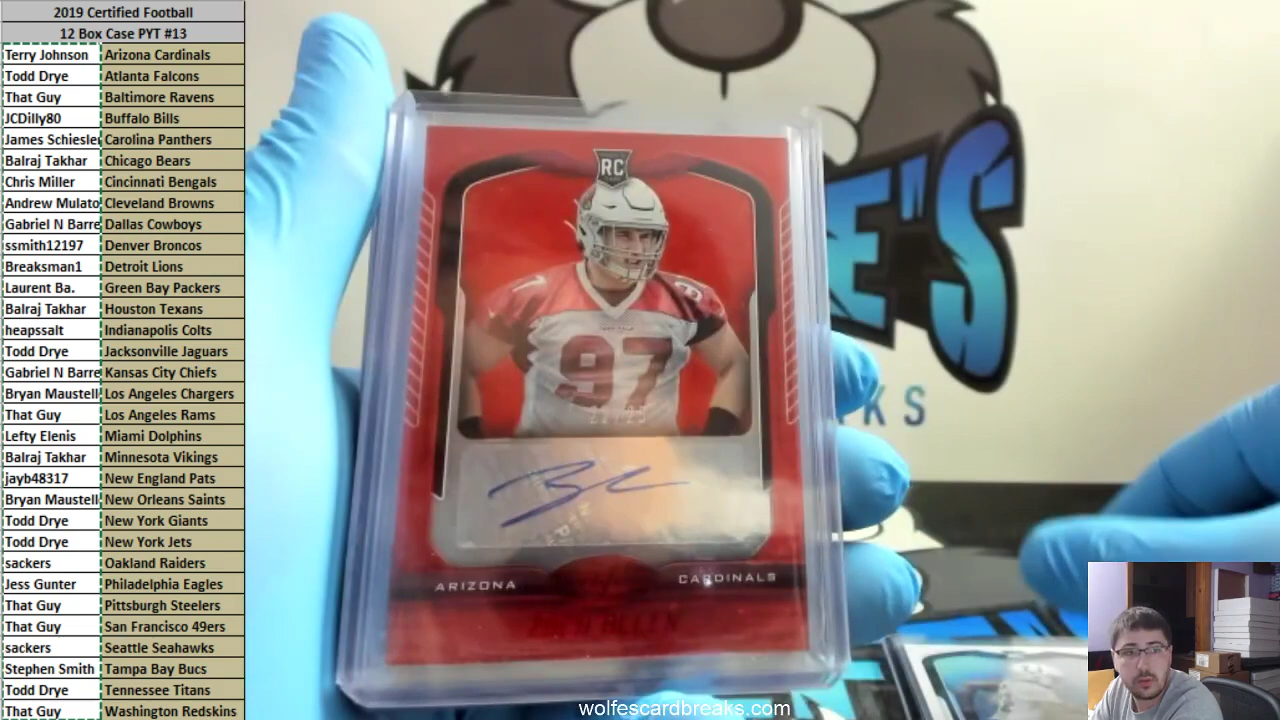 2019 Certified Football
12 Box Case PYT #13
Terry Johnson Arizona Cardinals
Todd Drye Atlanta Falcons
That Guy Baltimore Ravens
JCDilly80 Buffalo Bills
James Schiesler Carolina Panthers
Balraj Takhar Chicago Bears
Chris Miller Cincinnati Bengals
Andrew Mulato Cleveland Browns
Gabriel N Barre Dallas Cowboys
ssmith12197 Denver Broncos
Breaksman1 Detroit Lions
Laurent Ba. Green Bay Packers
Balraj Takhar Houston Texans
heapssalt Indianapolis Colts
Todd Drye Jacksonville Jaguars
Gabriel N Barre Kansas City Chiefs
Bryan Maustell Los Angeles Chargers
That Guy Los Angeles Rams
Lefty Elenis Miami Dolphins
Balraj Takhar Minnesota Vikings
jayb48317 New England Pats
Bryan Maustell New Orleans Saints
Todd Drye New York Giants
Todd Drye New York Jets
sackers Oakland Raiders
Jess Gunter Philadelphia Eagles
That Guy Pittsburgh Steelers
That Guy San Francisco 49ers
sackers Seattle Seahawks
Stephen Smith Tampa Bay Bucs
Todd Drye Tennessee Titans
That Guy Washington Redskins
RC
97
ARIZONA CARDINALS
E'S
KS
wolfescardbreaks.com